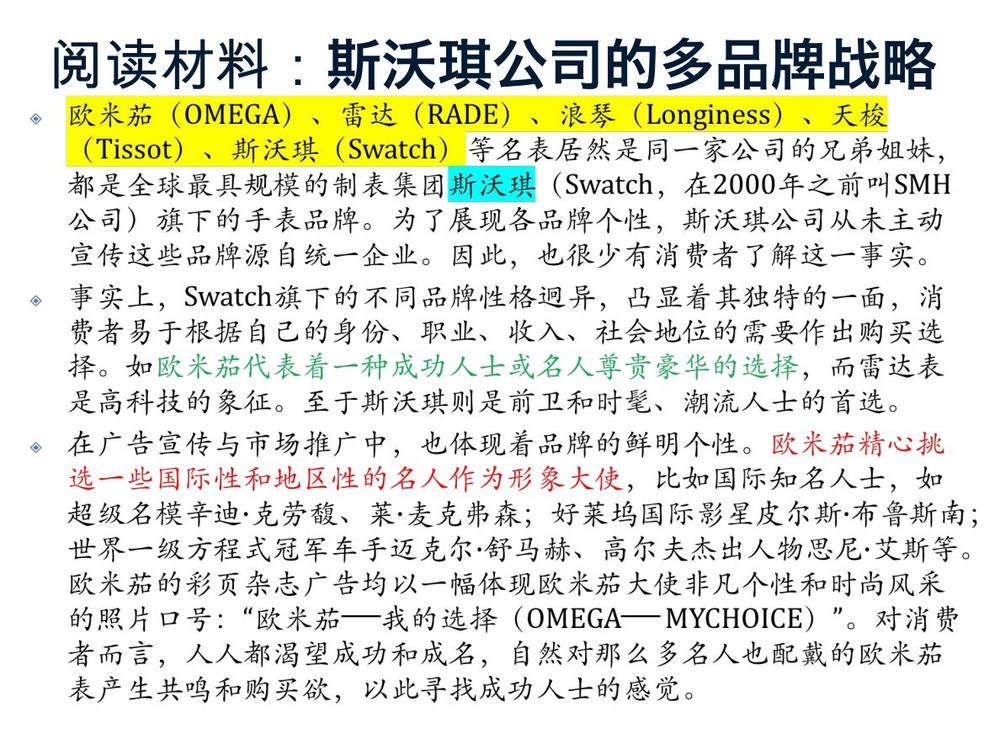 阅读材料：斯沃琪公司的多品牌战略
欧米茄（OMEGA）、雷达（RADE）、浪琴（Longiness）、天梭
（Tissot）、斯沃琪（Swatch）等名表居然是同一家公司的兄弟姐妹，
都是全球最具规模的制表集团斯沃琪（Swatch，在2000年之前叫SMH
公司）旗下的手表品牌。为了展现各品牌个性，斯沃琪公司从未主动
宣传这些品牌源自统一企业。因此，也很少有消费者了解这一事实。
事实上，Swatch旗下的不同品牌性格迥异，凸显着其独特的一面，消
费者易于根据自己的身份、职业、收入、社会地位的需要作出购买选
择。如欧米茄代表着一种成功人士或名人尊贵豪华的选择，而雷达表
是高科技的象征。至于斯沃琪则是前卫和时髦、潮流人士的首选。
在广告宣传与市场推广中，也体现着品牌的鲜明个性。欧米茄精心挑
选一些国际性和地区性的名人作为形象大使，比如国际知名人士，如
超级名模辛迪·克劳馥、莱·麦克弗森；好莱坞国际影星皮尔斯·布鲁斯南；
世界一级方程式冠军车手迈克尔·舒马赫、高尔夫杰出人物思尼·艾斯等。
欧米茄的彩页杂志广告均以一幅体现欧米茄大使非凡个性和时尚风采
的照片口号：“欧米茄──我的选择（OMEGA── MYCHOICE）”。对消费
者而言，人人都渴望成功和成名，自然对那么多名人也配戴的欧米茄
表产生共鸣和购买欲，以此寻找成功人士的感觉。